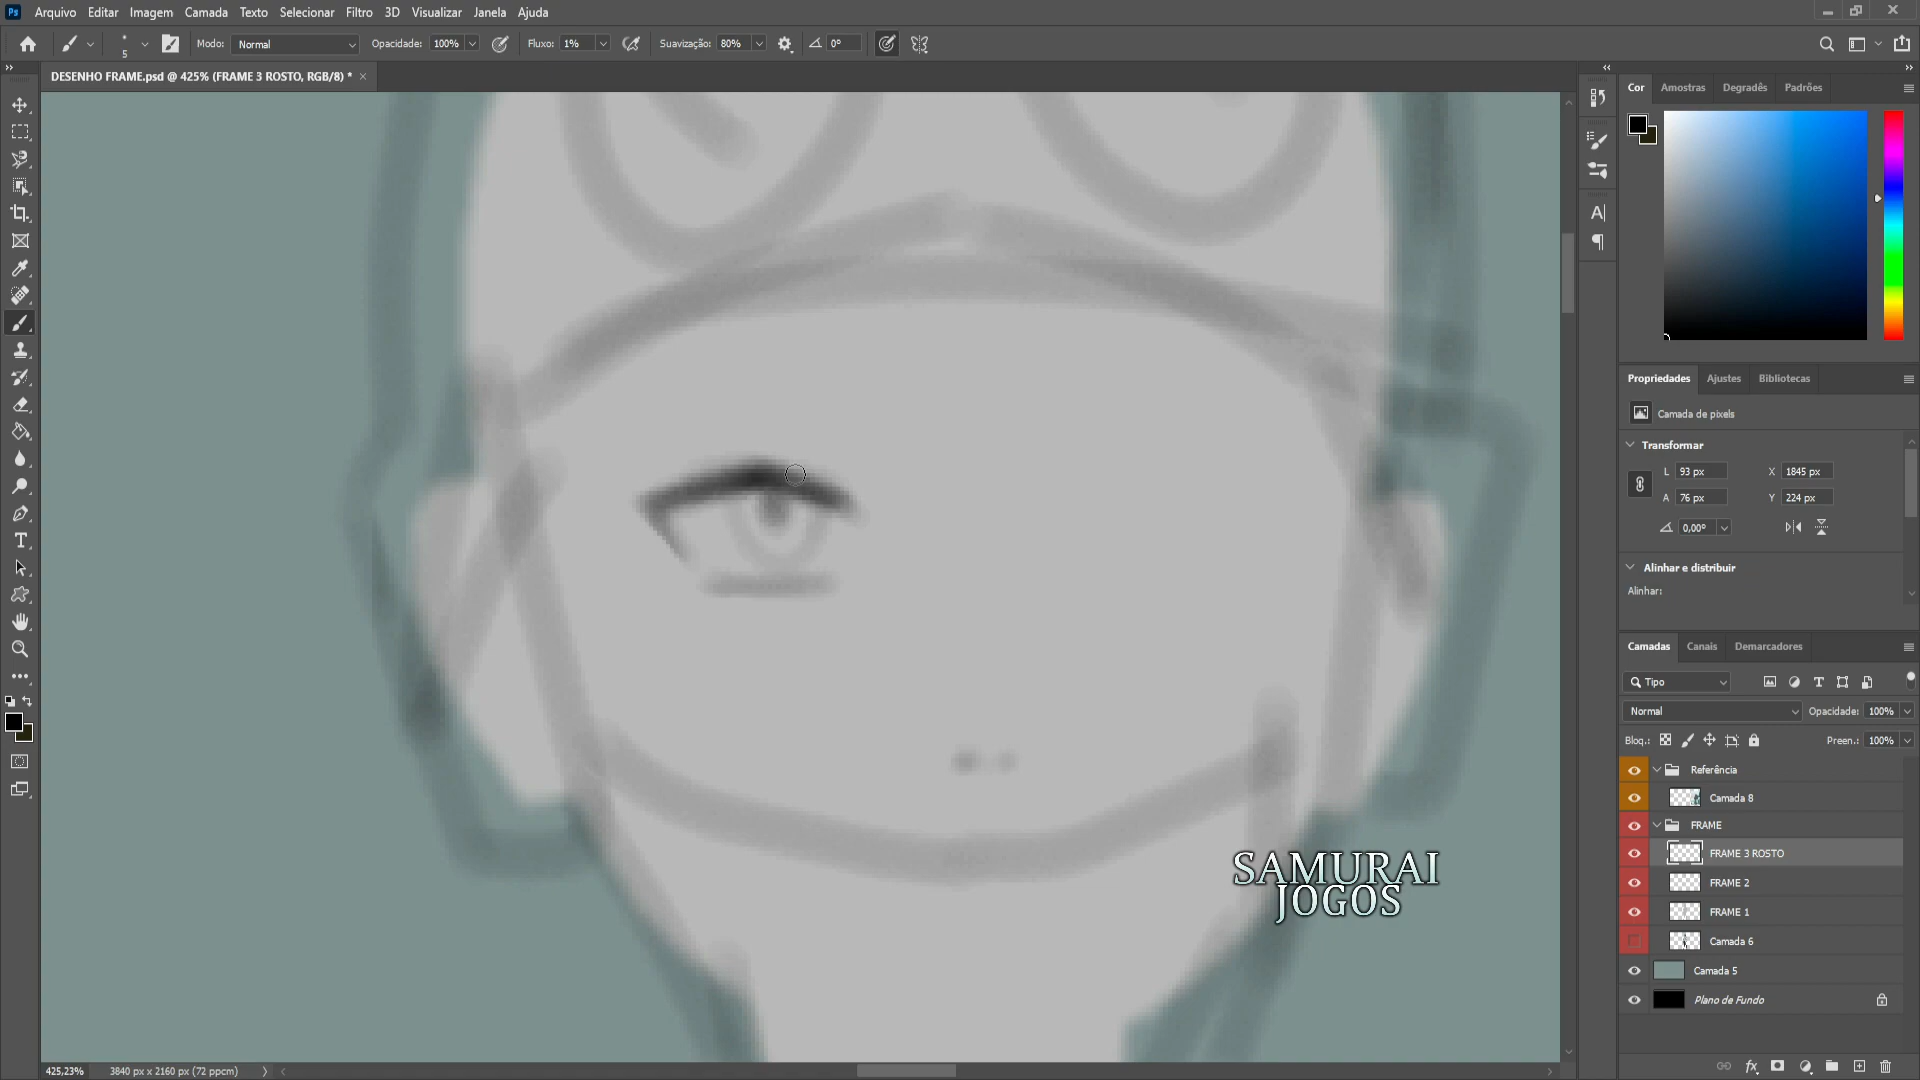 Ps Arquivo Editar Imagem Camada Texto Selecionar Filtro 3D Visualizar Janela Ajuda
5 Modo: Normal Opacidade: 100% Fluxo: 1% Suavização: 80% 0°
DESENHO FRAME.psd @ 425% (FRAME 3 ROSTO, RGB/8) *
Cor Amostras Degradês Padrões
Propriedades Ajustes Bibliotecas
Camada de pixels
Transformar
L 93 px X 1845 px
A 76 px Y 224 px
0,00°
Alinhar e distribuir
Alinhar:
Camadas Canais Demarcadores
Tipo
Normal Opacidade: 100%
Bloq.: Preen.: 100%
Referência
Camada 8
FRAME
FRAME 3 ROSTO
FRAME 2
FRAME 1
Camada 6
Camada 5
Plano de Fundo
SAMURAI
JOGOS
425,23% 3840 px x 2160 px (72 ppcm)